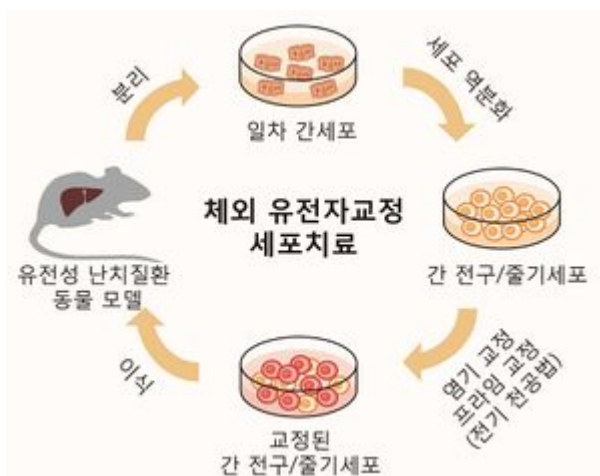 분리
일차 간세포
세포 역분화
체외 유전자교정
세포치료
유전성 난치질환
동물 모델
간 전구/줄기세포
염기 교정
프라임 교정
(전기 천공법)
이식
교정된
간 전구/줄기세포